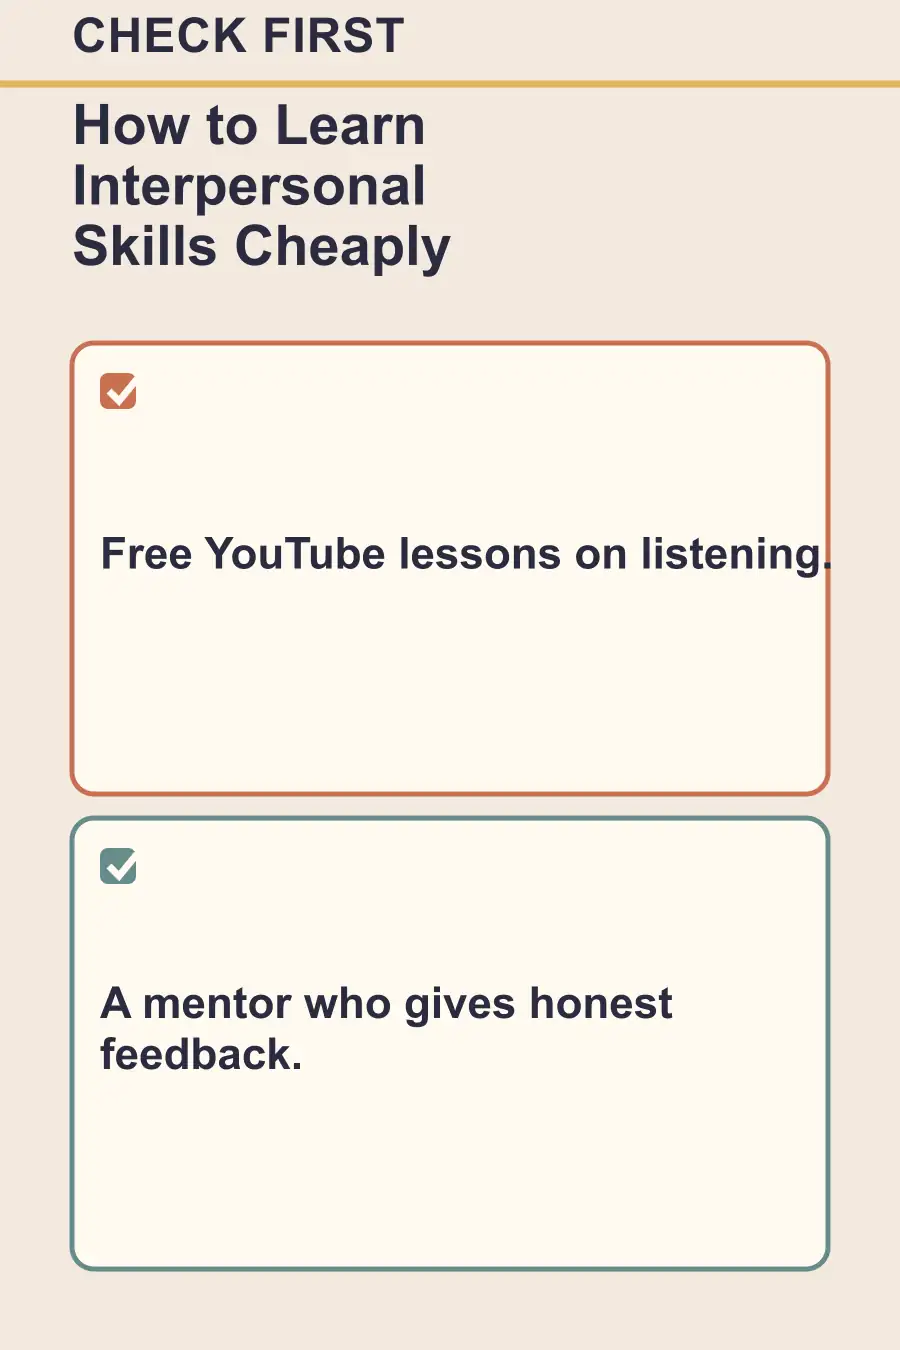 CHECK FIRST
How to Learn
Interpersonal
Skills Cheaply
Free YouTube lessons on listening.
A mentor who gives honest
feedback.